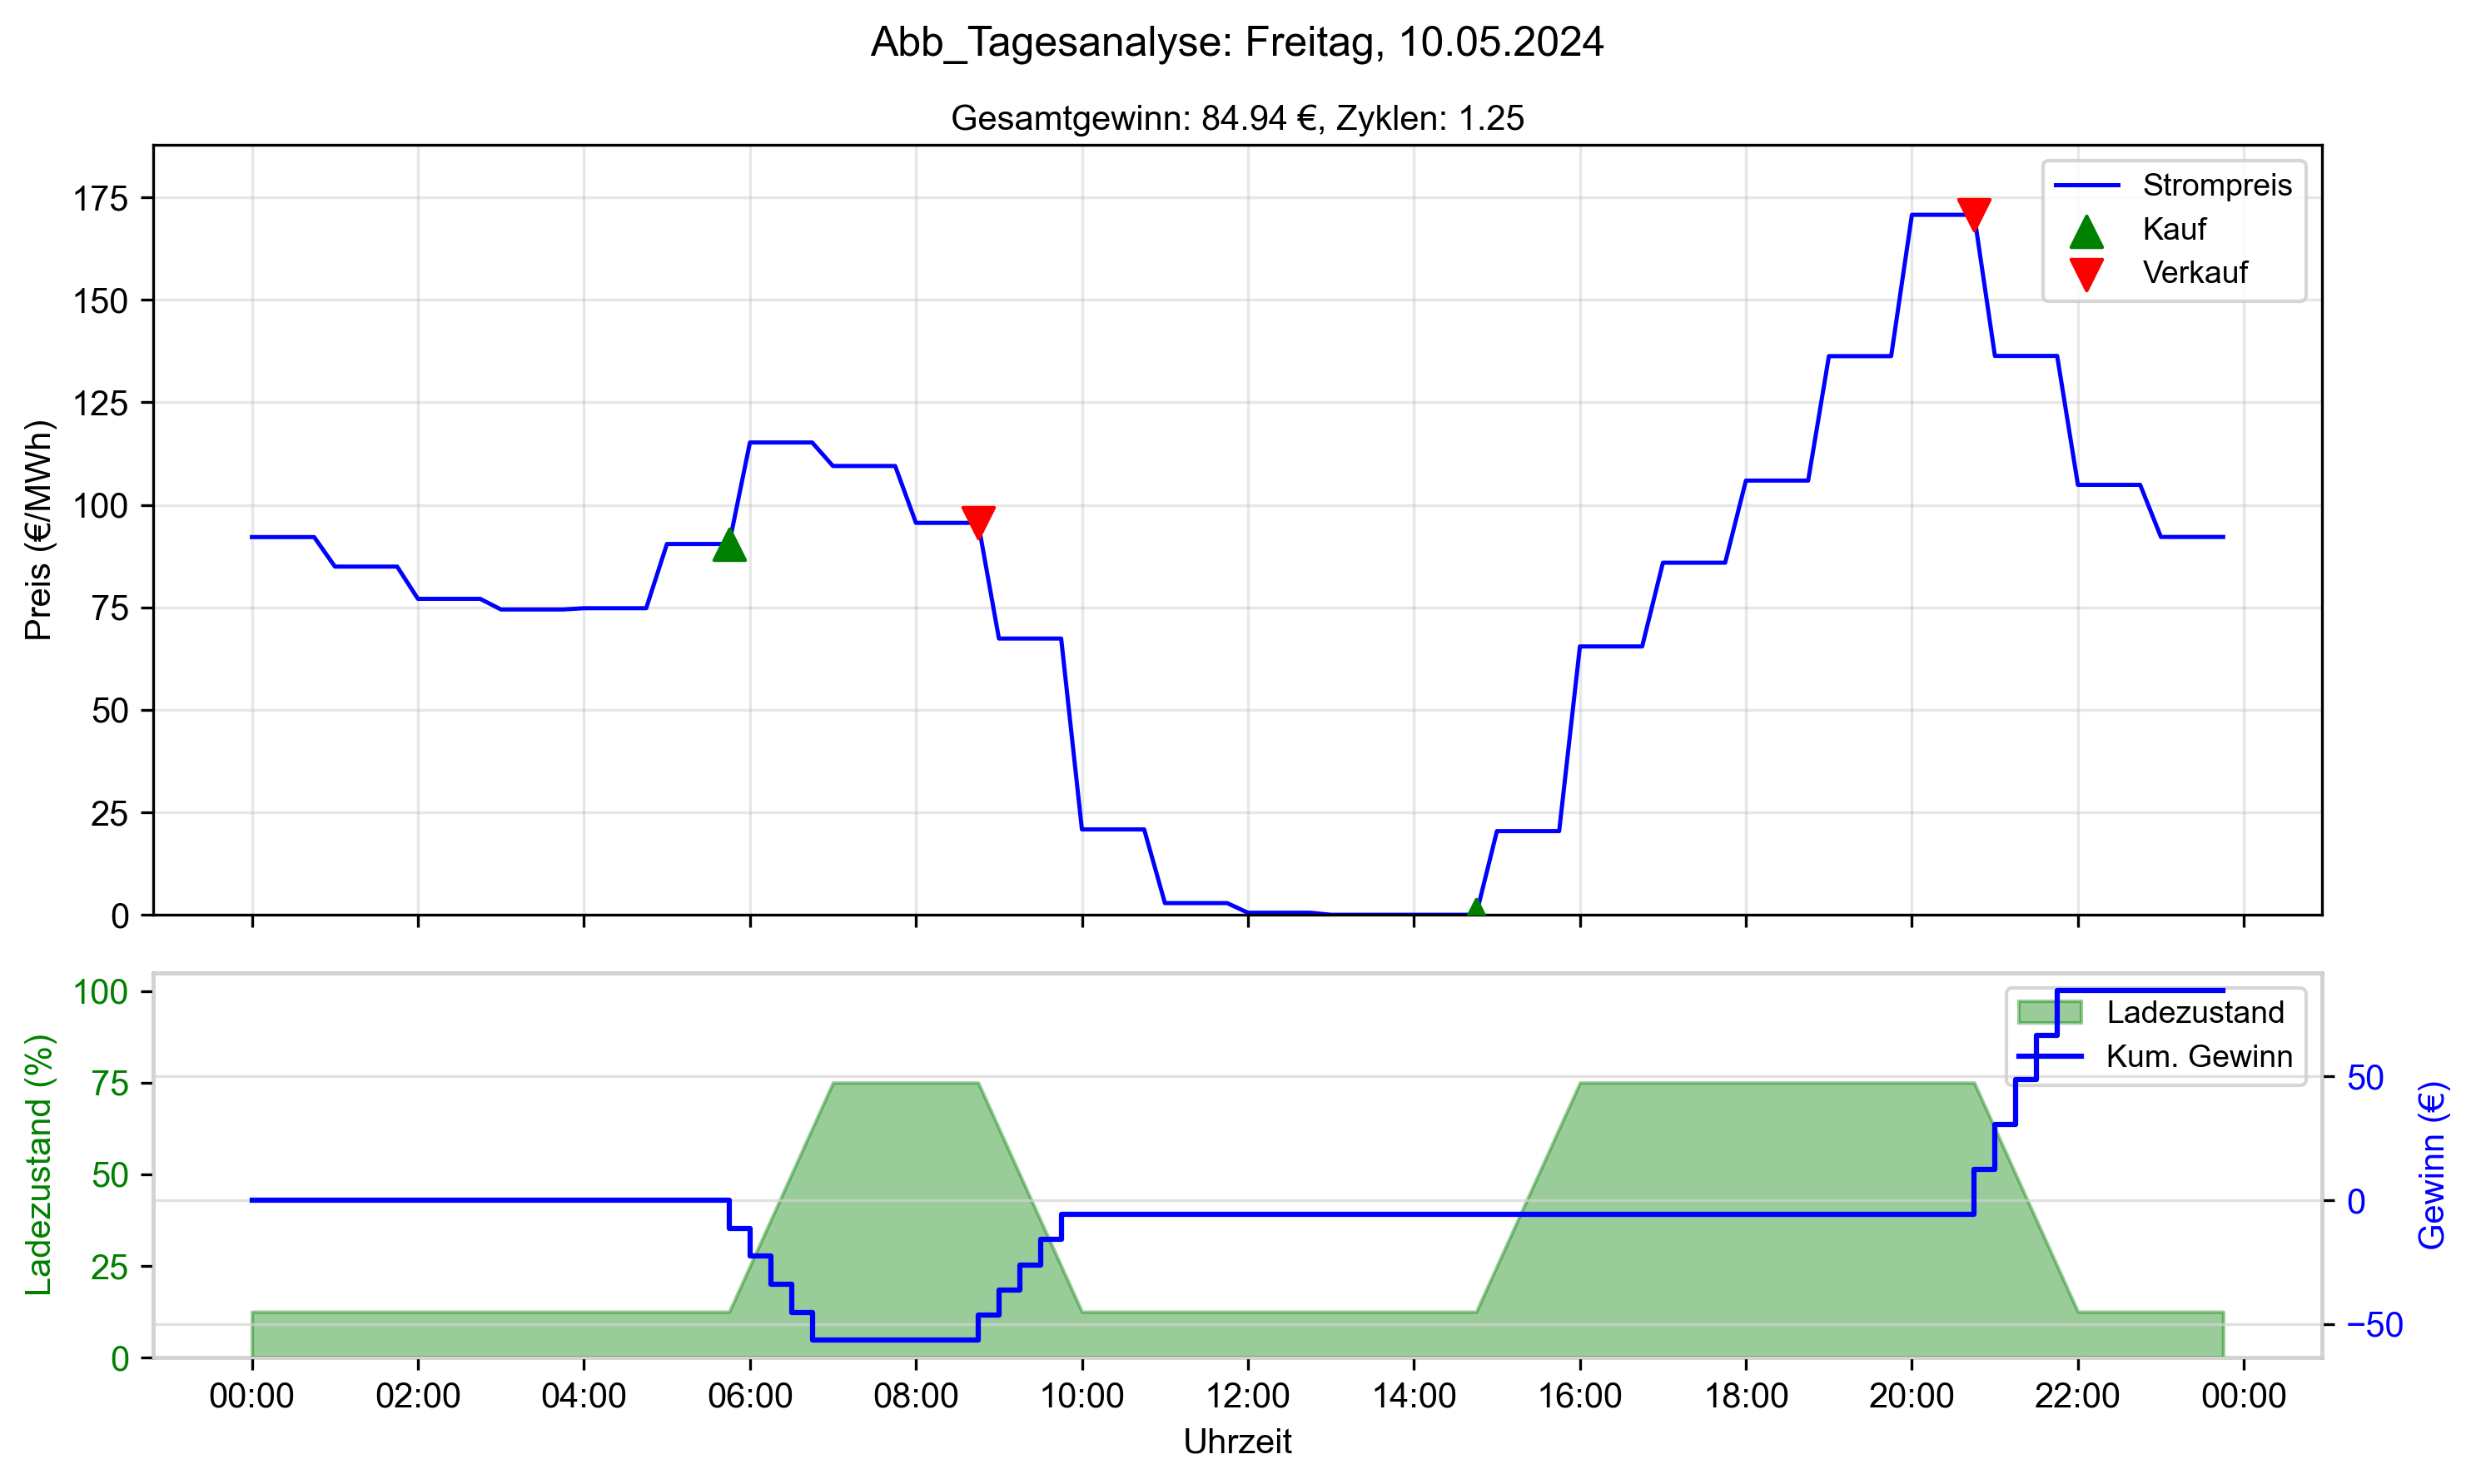 Abb_Tagesanalyse: Freitag, 10.05.2024
Gesamtgewinn: 84.94 €, Zyklen: 1.25
Preis (€/MWh)
175
150
125
100
75
50
25
0
Strompreis
Kauf
Verkauf
Ladezustand (%)
100
75
50
25
0
Ladezustand
Kum. Gewinn
50
0
−50
Gewinn (€)
00:00 02:00 04:00 06:00 08:00 10:00 12:00 14:00 16:00 18:00 20:00 22:00 00:00
Uhrzeit